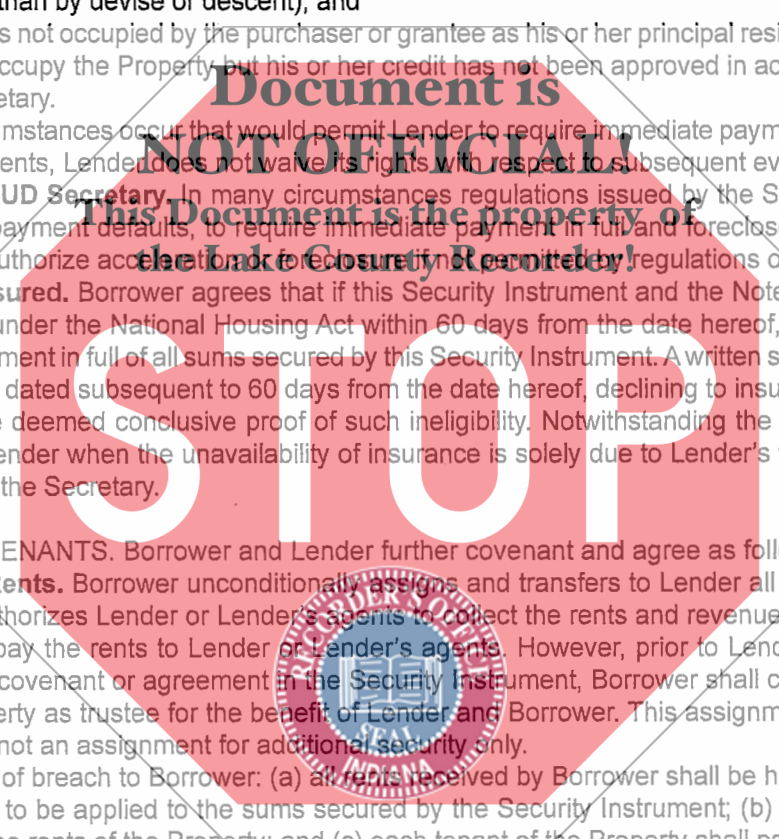 than by devise or descent), and
s not occupied by the purchaser or grantee as his or her principal resi
ccupy the Property but his or her credit has not been approved in ac
etary.
Document is
mstances occur that would permit Lender to require immediate paym
NOT OFFICIAL!
ents, Lender does not waive its rights with respect to subsequent ev
UD Secretary. In many circumstances regulations issued by the S
This Document is the property of
payment defaults, to require immediate payment in full and foreclos
the Lake County Recorder!
uthorize acceleration or foreclosure if not permitted by regulations o
sured. Borrower agrees that if this Security Instrument and the Note
under the National Housing Act within 60 days from the date hereof,
ment in full of all sums secured by this Security Instrument. A written s
dated subsequent to 60 days from the date hereof, declining to insu
deemed conclusive proof of such ineligibility. Notwithstanding the
ender when the unavailability of insurance is solely due to Lender's
the Secretary.
STOP
ENANTS. Borrower and Lender further covenant and agree as foll
ents. Borrower unconditionally assigns and transfers to Lender all
thorizes Lender or Lender's agents to collect the rents and revenue
pay the rents to Lender or Lender's agents. However, prior to Lend
covenant or agreement in the Security Instrument, Borrower shall c
erty as trustee for the benefit of Lender and Borrower. This assignm
not an assignment for additional security only.
RECORDER'S OFFICE
SEAL
INDIANA
of breach to Borrower: (a) all rents received by Borrower shall be h
to be applied to the sums secured by the Security Instrument; (b)
rents of the Property; and (c) each tenant of the Property shall